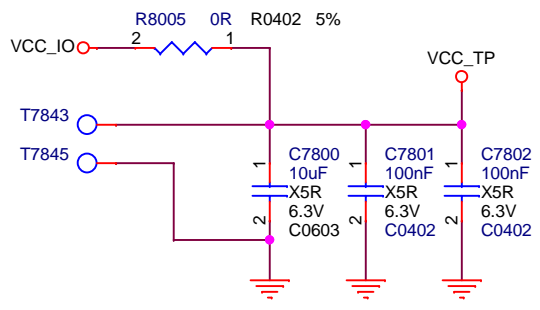 R8005 0R R0402 5%
VCC_IO 2 1
VCC_TP
T7843
T7845
1 C7800
10uF
X5R
6.3V
2 C0603
1 C7801
100nF
X5R
6.3V
2 C0402
1 C7802
100nF
X5R
6.3V
2 C0402